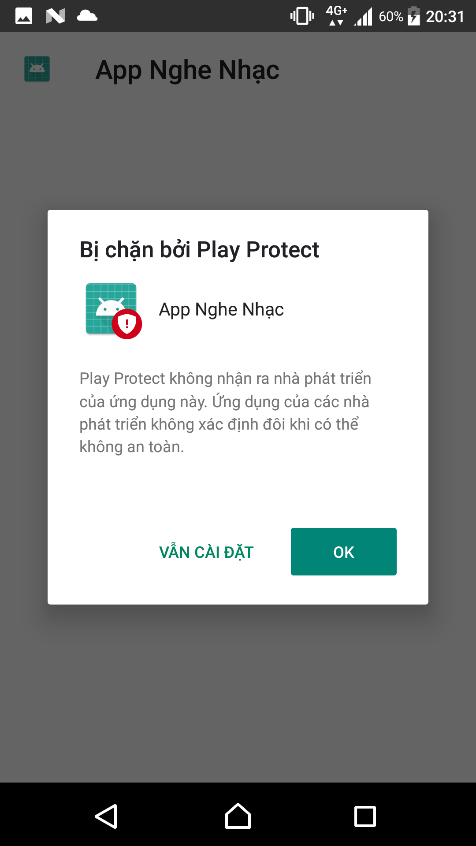 4G+ 60% 20:31
App Nghe Nhạc
Bị chặn bởi Play Protect
App Nghe Nhạc
Play Protect không nhận ra nhà phát triển
của ứng dụng này. Ứng dụng của các nhà
phát triển không xác định đôi khi có thể
không an toàn.
VẪN CÀI ĐẶT OK